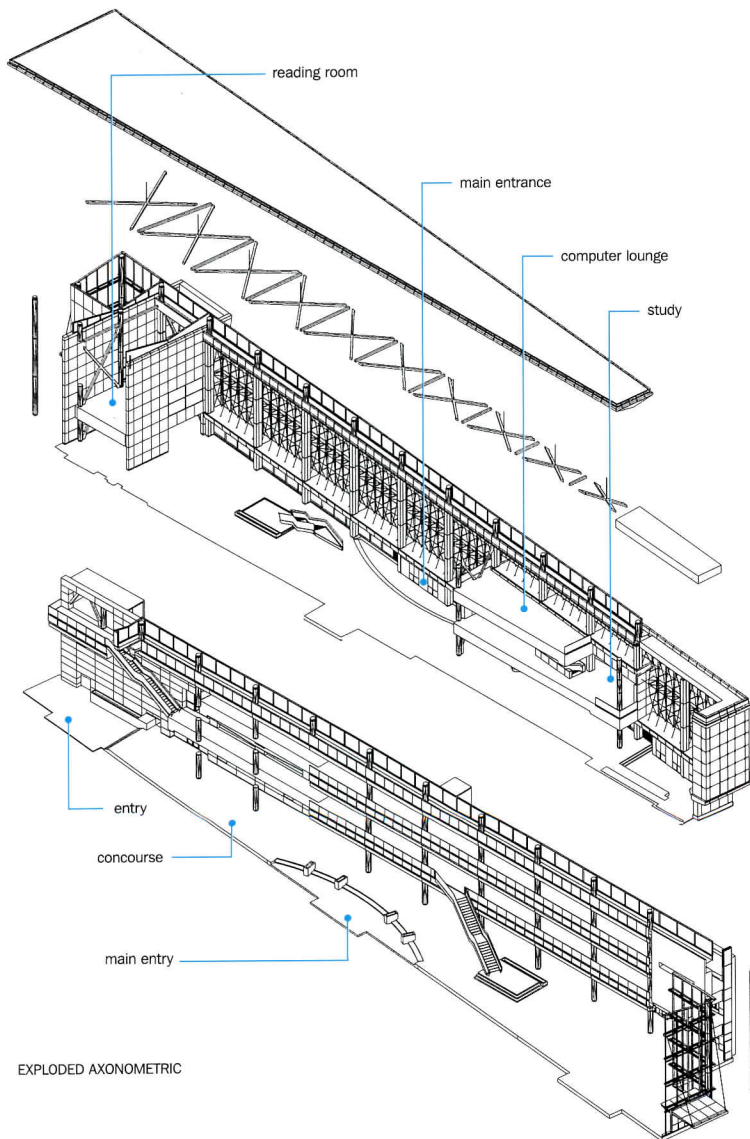 reading room
main entrance
computer lounge
study
entry
concourse
main entry
EXPLODED AXONOMETRIC